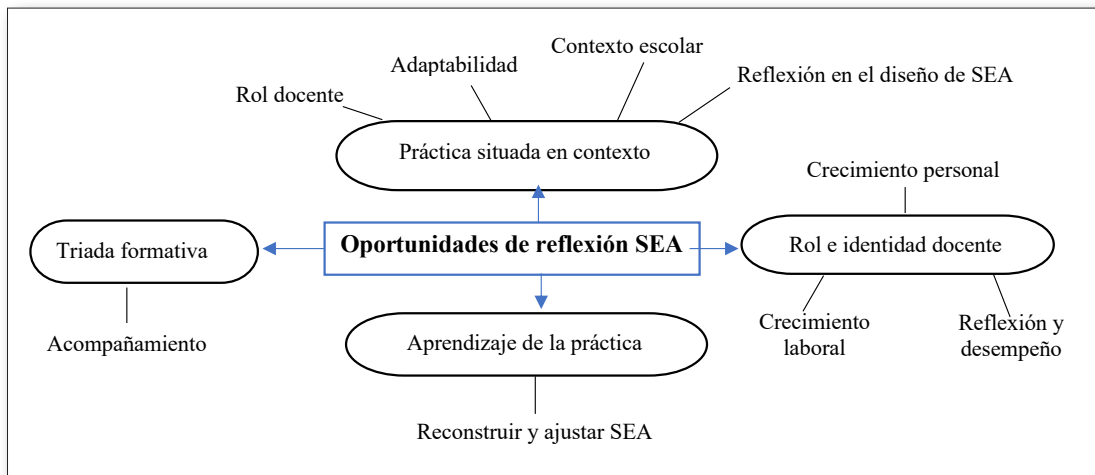 Contexto escolar
Adaptabilidad
Reflexión en el diseño de SEA
Rol docente
Práctica situada en contexto
Crecimiento personal
Triada formativa
Oportunidades de reflexión SEA
Rol e identidad docente
Acompañamiento
Aprendizaje de la práctica
Crecimiento
laboral
Reflexión y
desempeño
Reconstruir y ajustar SEA